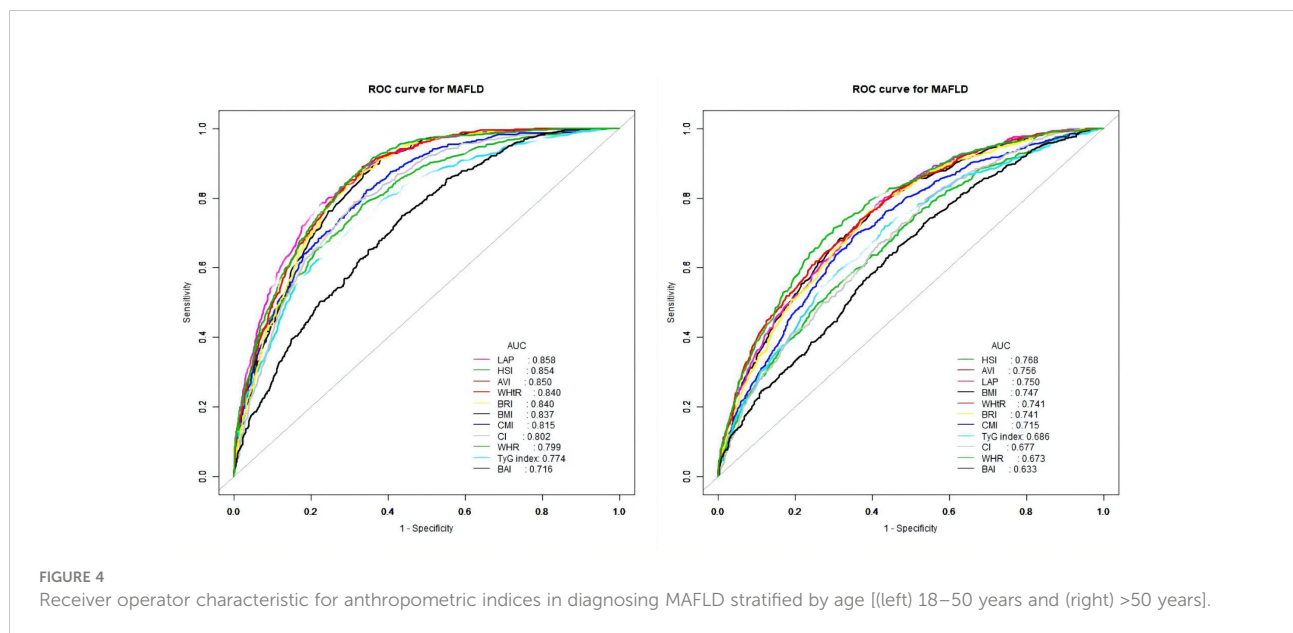 ROC curve for MAFLD
Sensitivity
1.0
0.8
0.6
0.4
0.2
0.0
AUC
LAP : 0.858
HSI : 0.854
AVI : 0.850
WHtR : 0.840
BRI : 0.840
BMI : 0.837
CMI : 0.815
CI : 0.802
WHR : 0.799
TyG index: 0.774
BAI : 0.716
0.0 0.2 0.4 0.6 0.8 1.0
1 - Specificity
ROC curve for MAFLD
Sensitivity
1.0
0.8
0.6
0.4
0.2
0.0
AUC
HSI : 0.768
AVI : 0.756
LAP : 0.750
BMI : 0.747
WHtR : 0.741
BRI : 0.741
CMI : 0.715
TyG index: 0.686
CI : 0.677
WHR : 0.673
BAI : 0.633
0.0 0.2 0.4 0.6 0.8 1.0
1 - Specificity
FIGURE 4
Receiver operator characteristic for anthropometric indices in diagnosing MAFLD stratified by age [(left) 18–50 years and (right) >50 years].